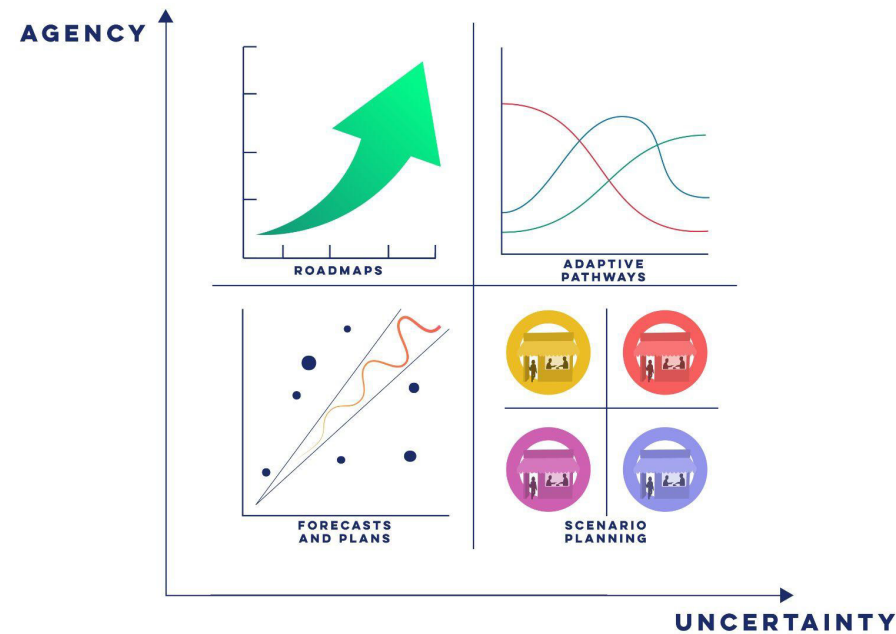 AGENCY
ROADMAPS
ADAPTIVE
PATHWAYS
FORECASTS
AND PLANS
SCENARIO
PLANNING
UNCERTAINTY